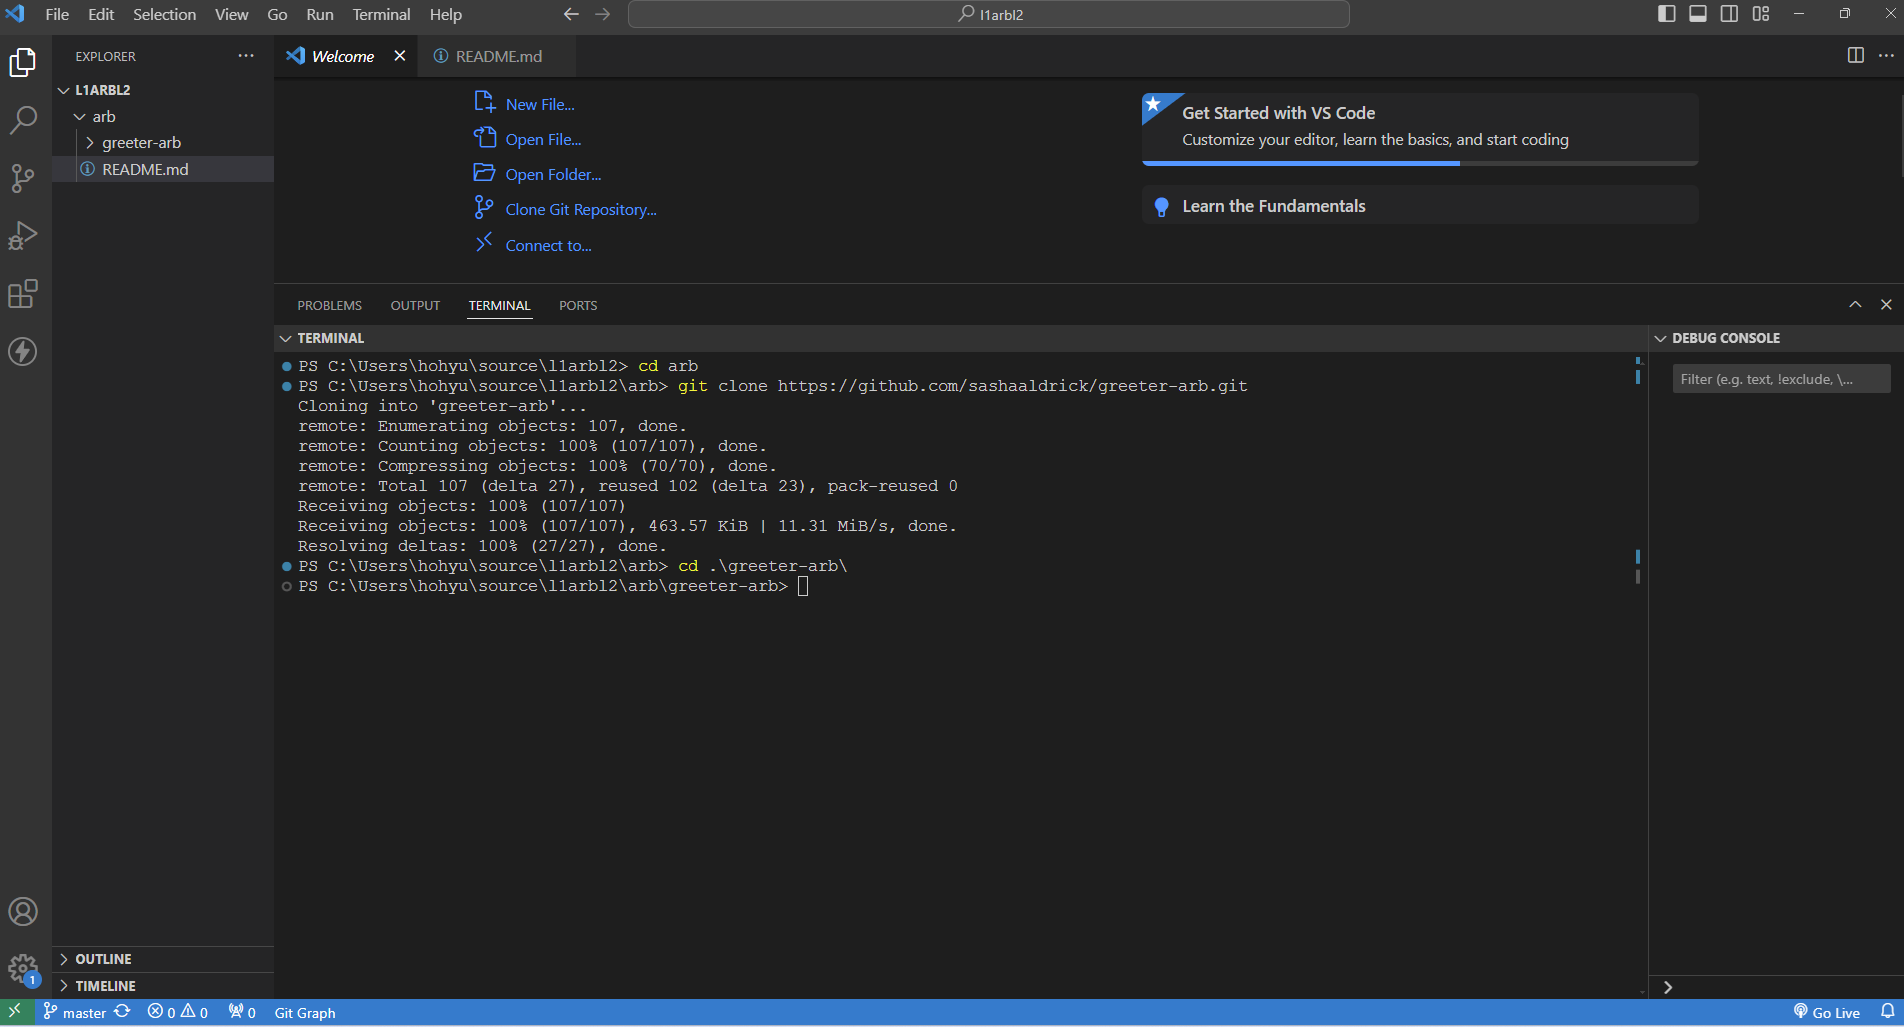 File Edit Selection View Go Run Terminal Help
l1arbl2
EXPLORER
L1ARBL2
arb
greeter-arb
README.md
Welcome
README.md
New File...
Open File...
Open Folder...
Clone Git Repository...
Connect to...
Get Started with VS Code
Customize your editor, learn the basics, and start coding
Learn the Fundamentals
PROBLEMS OUTPUT TERMINAL PORTS
TERMINAL
PS C:\Users\hohyu\source\l1arbl2> cd arb
PS C:\Users\hohyu\source\l1arbl2\arb> git clone https://github.com/sashaaldrick/greeter-arb.git
Cloning into 'greeter-arb'...
remote: Enumerating objects: 107, done.
remote: Counting objects: 100% (107/107), done.
remote: Compressing objects: 100% (70/70), done.
remote: Total 107 (delta 27), reused 102 (delta 23), pack-reused 0
Receiving objects: 100% (107/107)
Receiving objects: 100% (107/107), 463.57 KiB | 11.31 MiB/s, done.
Resolving deltas: 100% (27/27), done.
PS C:\Users\hohyu\source\l1arbl2\arb> cd .\greeter-arb\
PS C:\Users\hohyu\source\l1arbl2\arb\greeter-arb>
DEBUG CONSOLE
Filter (e.g. text, !exclude, \...
OUTLINE
TIMELINE
1
master 0 0 0 Git Graph
Go Live